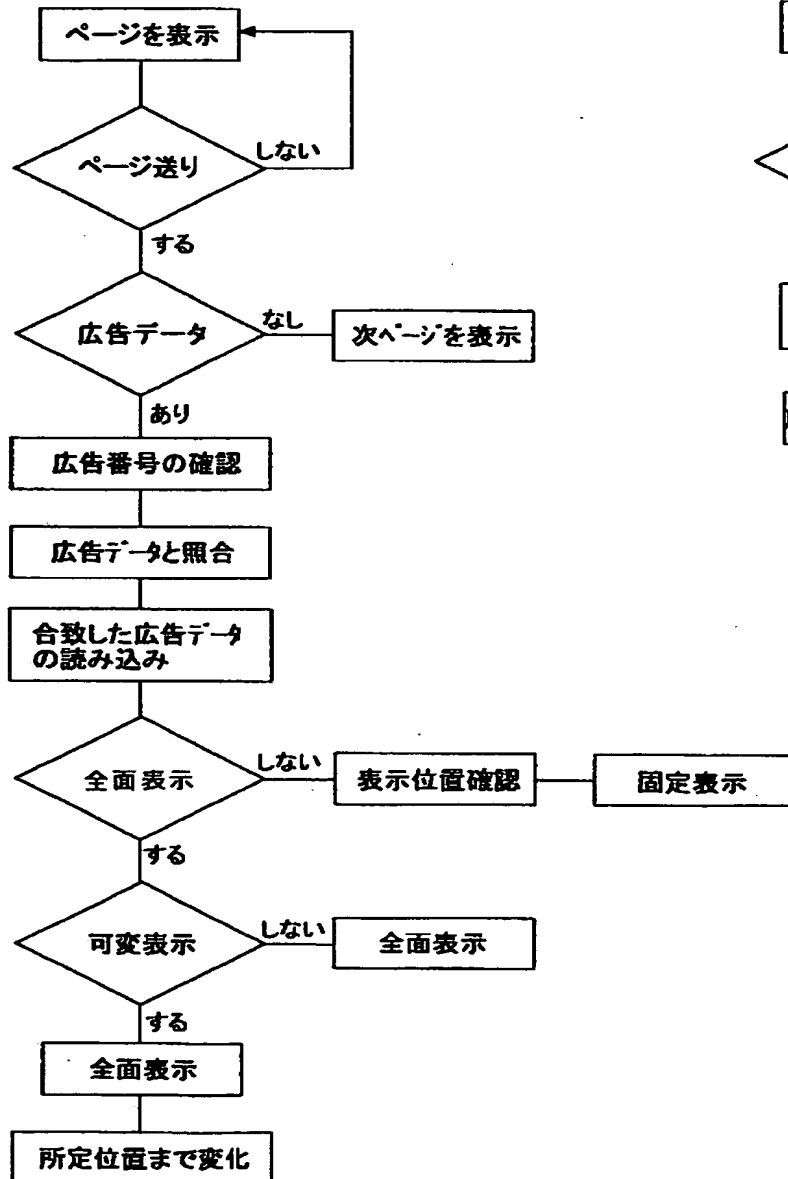 ページを表示
ページ送り
しない
する
広告データ
なし
次ページを表示
あり
広告番号の確認
広告データと照合
合致した広告データ
の読み込み
全面表示
しない
表示位置確認
固定表示
する
可変表示
しない
全面表示
する
全面表示
所定位置まで変化